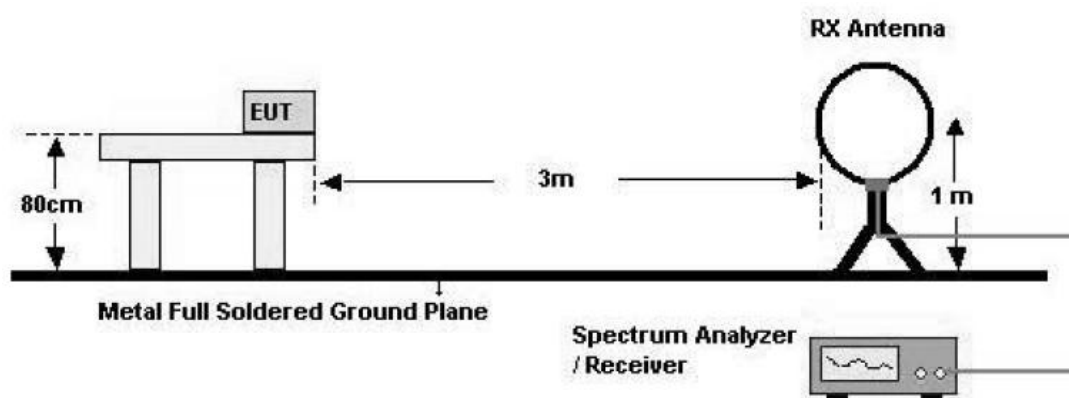 RX Antenna
EUT
3m
80cm
1 m
Metal Full Soldered Ground Plane
Spectrum Analyzer
/ Receiver